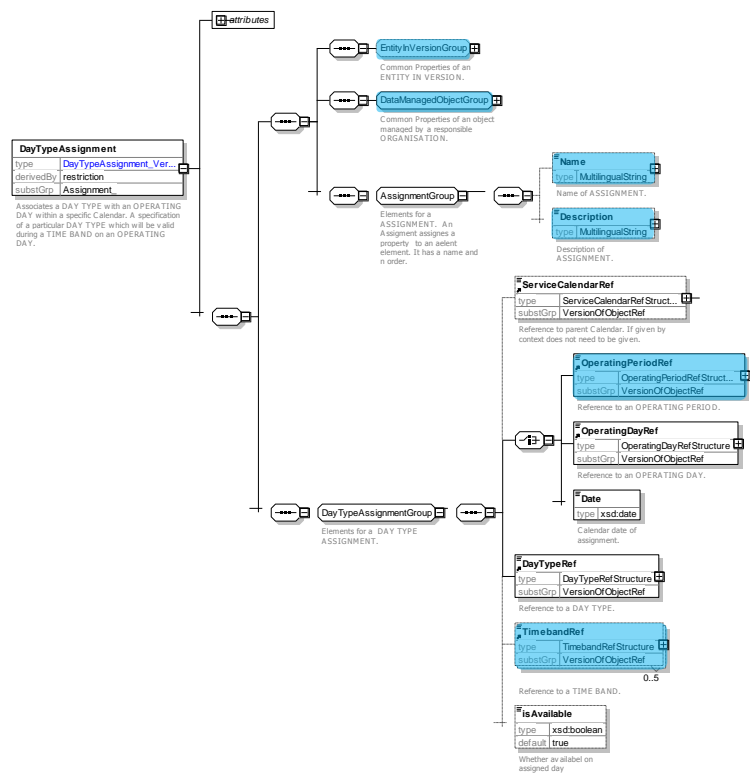 attributes
EntityInVersionGroup
Common Properties of an
ENTITY IN VERSION.
DataManagedObjectGroup
Common Properties of an object
managed by a responsible
ORGANISATION.
DayTypeAssignment
type DayTypeAssignment_Ver...
derivedBy restriction
substGrp Assignment_
Associates a DAY TYPE with an OPERATING
DAY within a specific Calendar. A specification
of a particular DAY TYPE which will be valid
during a TIME BAND on an OPERATING
DAY.
AssignmentGroup
Elements for a
ASSIGNMENT. An
Assigment assignes a
property to an aelent
element. It has a name and
n order.
Name
type MultilingualString
Name of ASSIGNMENT.
Description
type MultilingualString
Description of
ASSIGNMENT.
ServiceCalendarRef
type ServiceCalendarRefStruct...
substGrp VersionOfObjectRef
Reference to parent Calendar. If given by
context does not need to be given.
OperatingPeriodRef
type OperatingPeriodRefStruct...
substGrp VersionOfObjectRef
Reference to an OPERATING PERIOD.
OperatingDayRef
type OperatingDayRefStructure
substGrp VersionOfObjectRef
Reference to an OPERATING DAY.
Date
type xsd:date
Calendar date of
assignment.
DayTypeAssignmentGroup
Elements for a DAY TYPE
ASSIGNMENT.
DayTypeRef
type DayTypeRefStructure
substGrp VersionOfObjectRef
Reference to a DAY TYPE.
TimebandRef
type TimebandRefStructure
substGrp VersionOfObjectRef
0..5
Reference to a TIME BAND.
isAvailable
type xsd:boolean
default true
Whether availabel on
assigned day